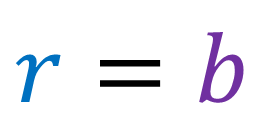 r = b